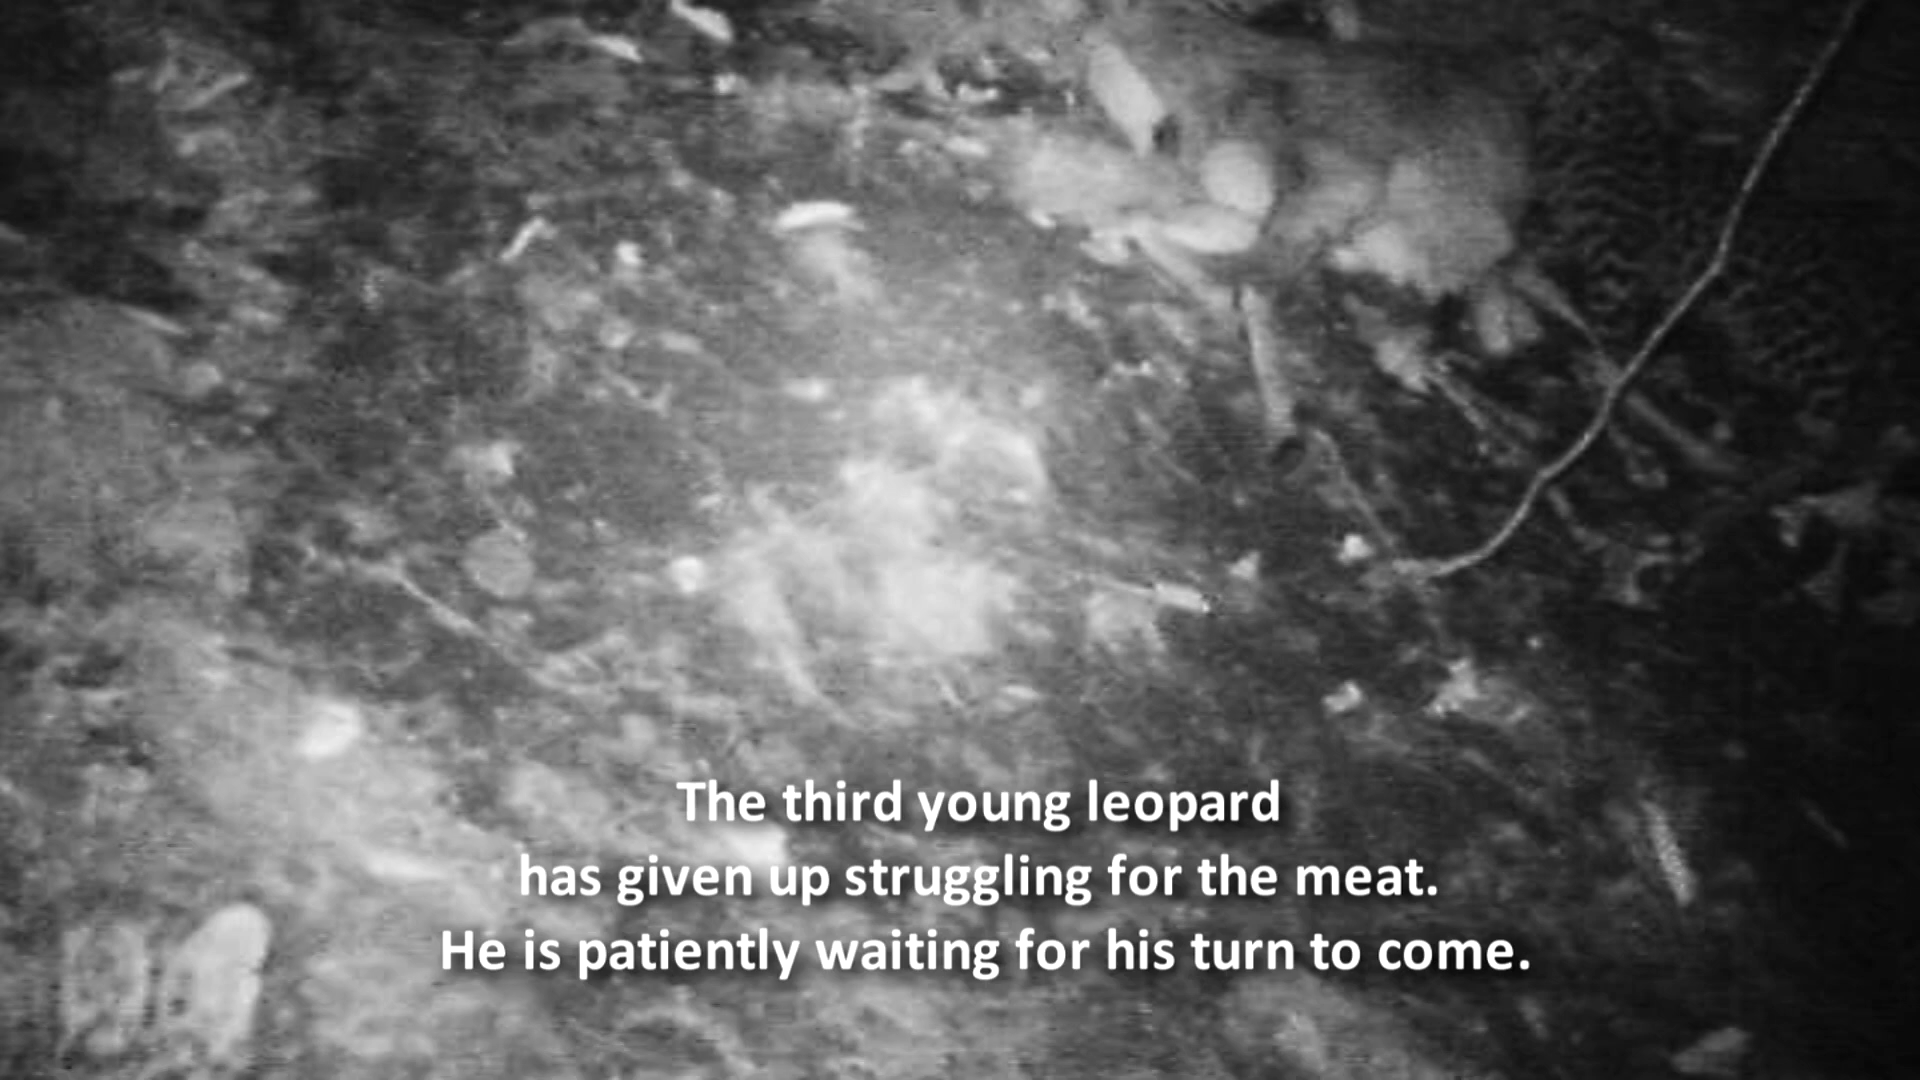 The third young leopard
has given up struggling for the meat.
He is patiently waiting for his turn to come.